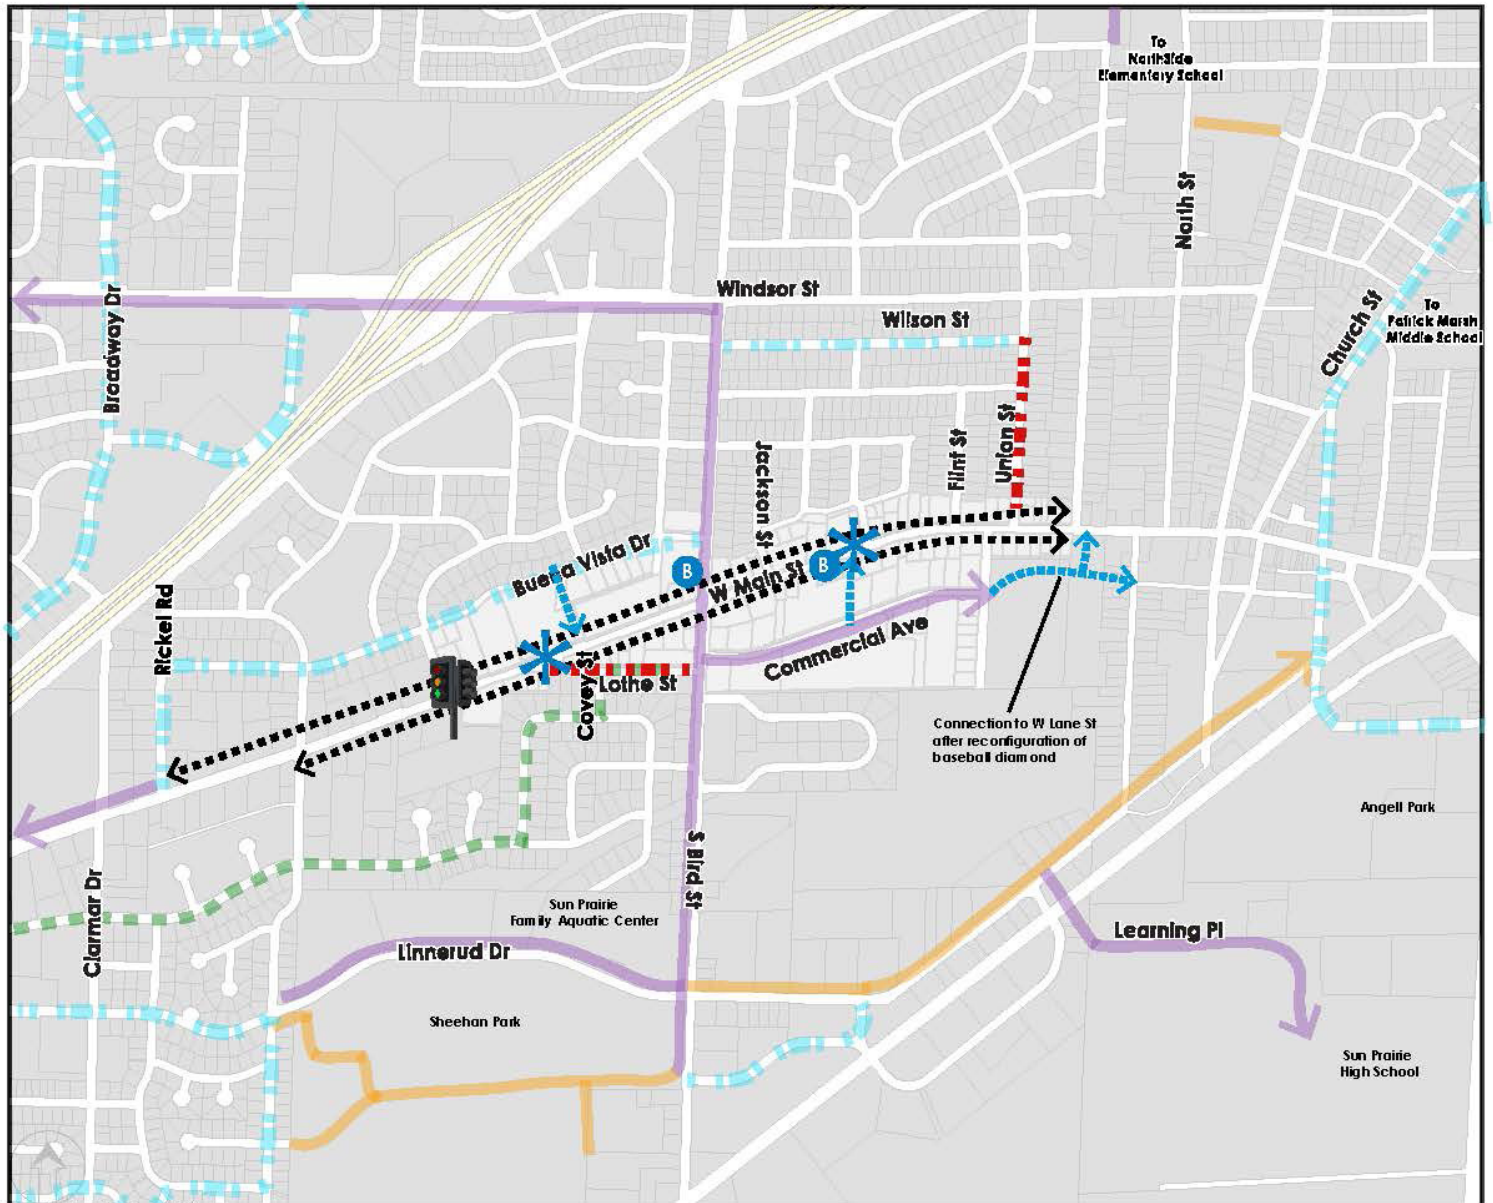 To
NorthSide
Elementary School
North St
Windsor St
Wilson St
Church St
To
Patrick Marsh
Middle School
Broadway Dr
Jackson St
Flint St
Union St
Buena Vista Dr
B
B
W Main St
Rickel Rd
Covey St
Lothe St
Commercial Ave
Connection to W Lane St
after reconfiguration of
baseball diamond
Angell Park
S Bird St
Clarmar Dr
Sun Prairie
Family Aquatic Center
Linnerud Dr
Learning Pl
Sheehan Park
Sun Prairie
High School